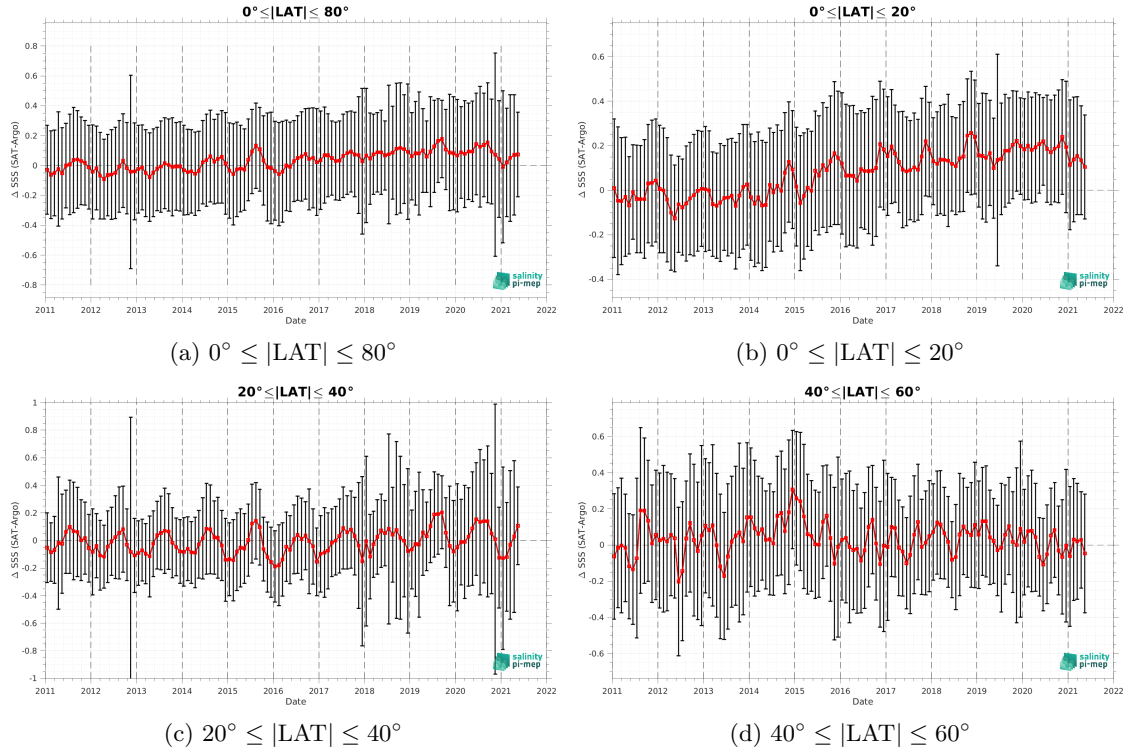 0°≤|LAT|≤ 80°
Δ SSS (SAT-Argo)
0.8
0.6
0.4
0.2
0
-0.2
-0.4
-0.6
-0.8
2011 2012 2013 2014 2015 2016 2017 2018 2019 2020 2021 2022
Date
salinity
pi-mep
(a) 0° ≤ |LAT| ≤ 80°
0°≤|LAT|≤ 20°
Δ SSS (SAT-Argo)
0.6
0.4
0.2
0
-0.2
-0.4
2011 2012 2013 2014 2015 2016 2017 2018 2019 2020 2021 2022
Date
salinity
pi-mep
(b) 0° ≤ |LAT| ≤ 20°
20°≤|LAT|≤ 40°
Δ SSS (SAT-Argo)
1
0.8
0.6
0.4
0.2
0
-0.2
-0.4
-0.6
-0.8
-1
2011 2012 2013 2014 2015 2016 2017 2018 2019 2020 2021 2022
Date
salinity
pi-mep
(c) 20° ≤ |LAT| ≤ 40°
40°≤|LAT|≤ 60°
Δ SSS (SAT-Argo)
0.6
0.4
0.2
0
-0.2
-0.4
-0.6
2011 2012 2013 2014 2015 2016 2017 2018 2019 2020 2021 2022
Date
salinity
pi-mep
(d) 40° ≤ |LAT| ≤ 60°